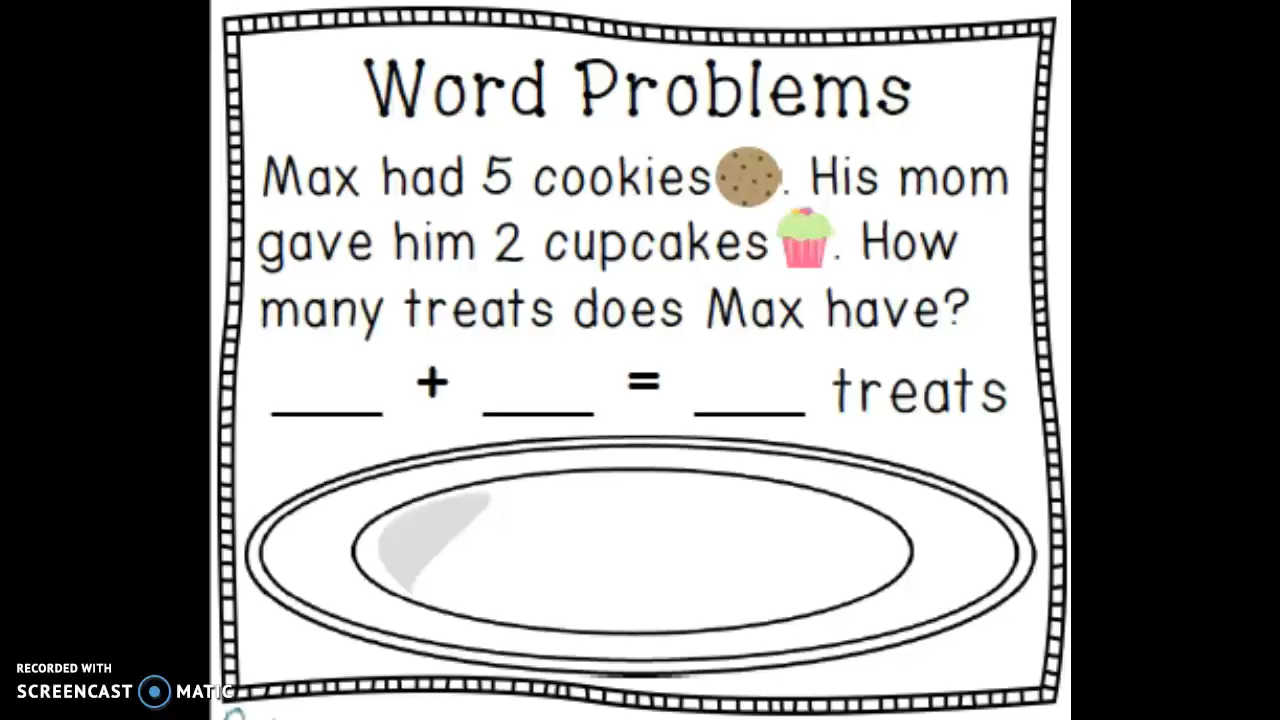 Word Problems
Max had 5 cookies. His mom
gave him 2 cupcakes. How
many treats does Max have?
____ + ____ = ____ treats
RECORDED WITH
SCREENCAST MATIC